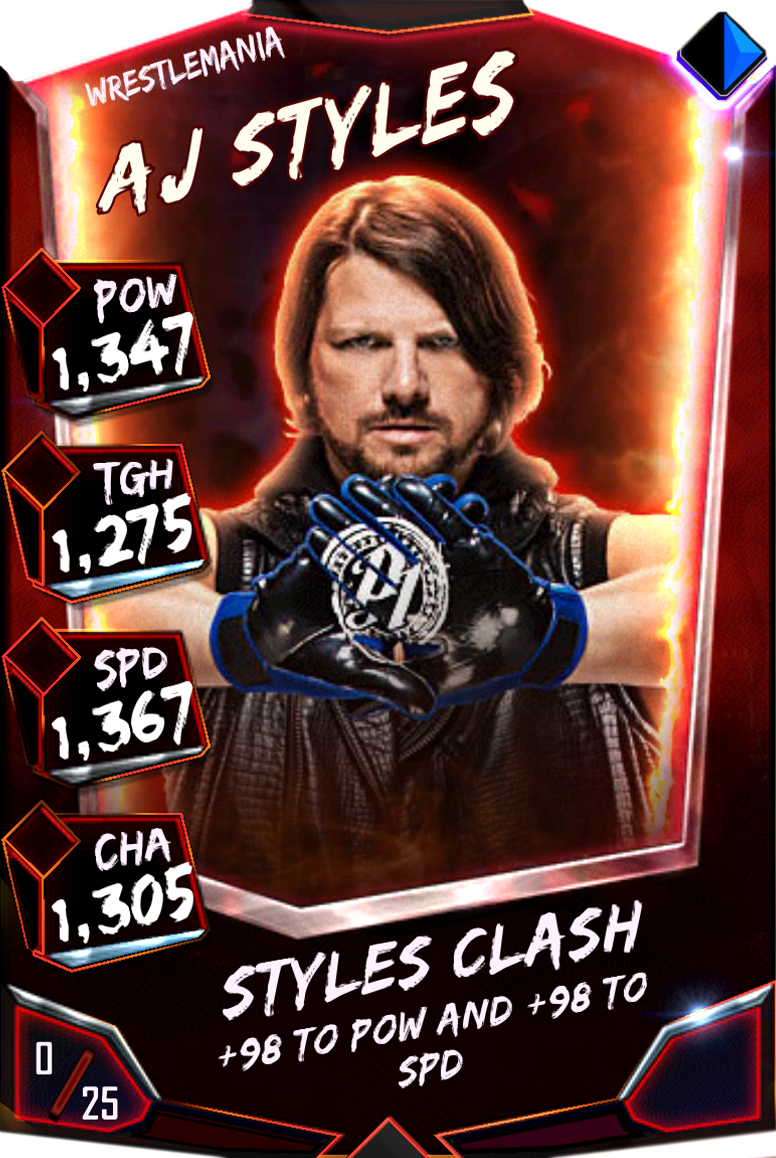 WRESTLEMANIA
AJ STYLES
POW
1,347
TGH
1,275
SPD
1,367
CHA
1,305
STYLES CLASH
+98 TO POW AND +98 TO
SPD
0/25
P1